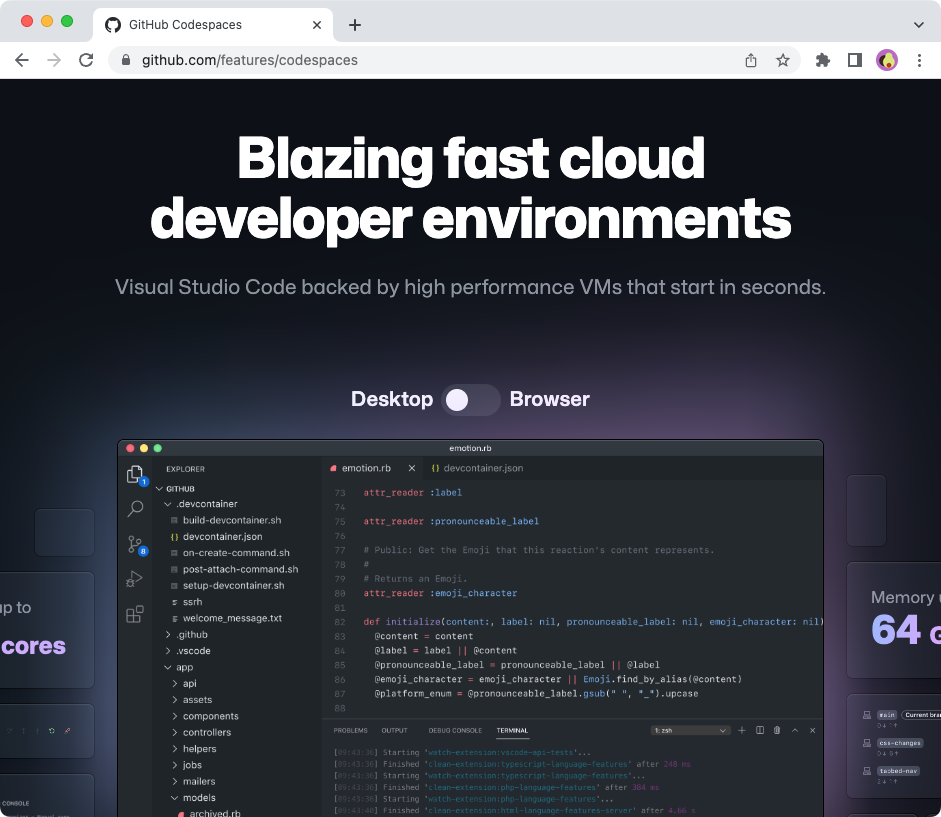 GitHub Codespaces
github.com/features/codespaces
Blazing fast cloud
developer environments
Visual Studio Code backed by high performance VMs that start in seconds.
Desktop
Browser
emotion.rb
EXPLORER
GITHUB
.devcontainer
build-devcontainer.sh
{} devcontainer.json
on-create-command.sh
post-attach-command.sh
setup-devcontainer.sh
ssrh
welcome_message.txt
.github
.vscode
app
api
assets
components
controllers
helpers
jobs
mailers
models
archived.rb
1
8
emotion.rb
{} devcontainer.json
73 attr_reader :label
74
75 attr_reader :pronounceable_label
76
77 # Public: Get the Emoji that this reaction's content represents.
78 #
79 # Returns an Emoji.
80 attr_reader :emoji_character
81
82 def initialize(content:, label: nil, pronounceable_label: nil, emoji_character: nil)
83 @content = content
84 @label = label || @content
85 @pronounceable_label = pronounceable_label || @label
86 @emoji_character = emoji_character || Emoji.find_by_alias(@content)
87 @platform_enum = @pronounceable_label.gsub(" ", "_").upcase
88
PROBLEMS OUTPUT DEBUG CONSOLE TERMINAL 1: zsh
[09:43:36] Starting 'watch-extension:vscode-api-tests'...
[09:43:36] Finished 'clean-extension:typescript-language-features' after 248 ms
[09:43:36] Starting 'watch-extension:typescript-language-features'...
[09:43:36] Finished 'clean-extension:php-language-features' after 384 ms
[09:43:36] Starting 'watch-extension:php-language-features'...
[09:43:40] Finished 'clean-extension:html-language-features-server' after 4.66 s
up to
cores
CONSOLE
Memory
64
main
Current
css-changes
tabbed-nav